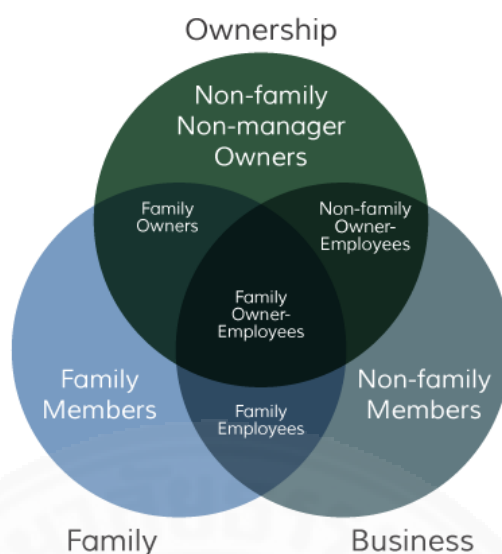 Ownership
Non-family
Non-manager
Owners
Family
Owners
Non-family
Owner-
Employees
Family
Owner-
Employees
Family
Members
Non-family
Members
Family
Employees
Family
Business